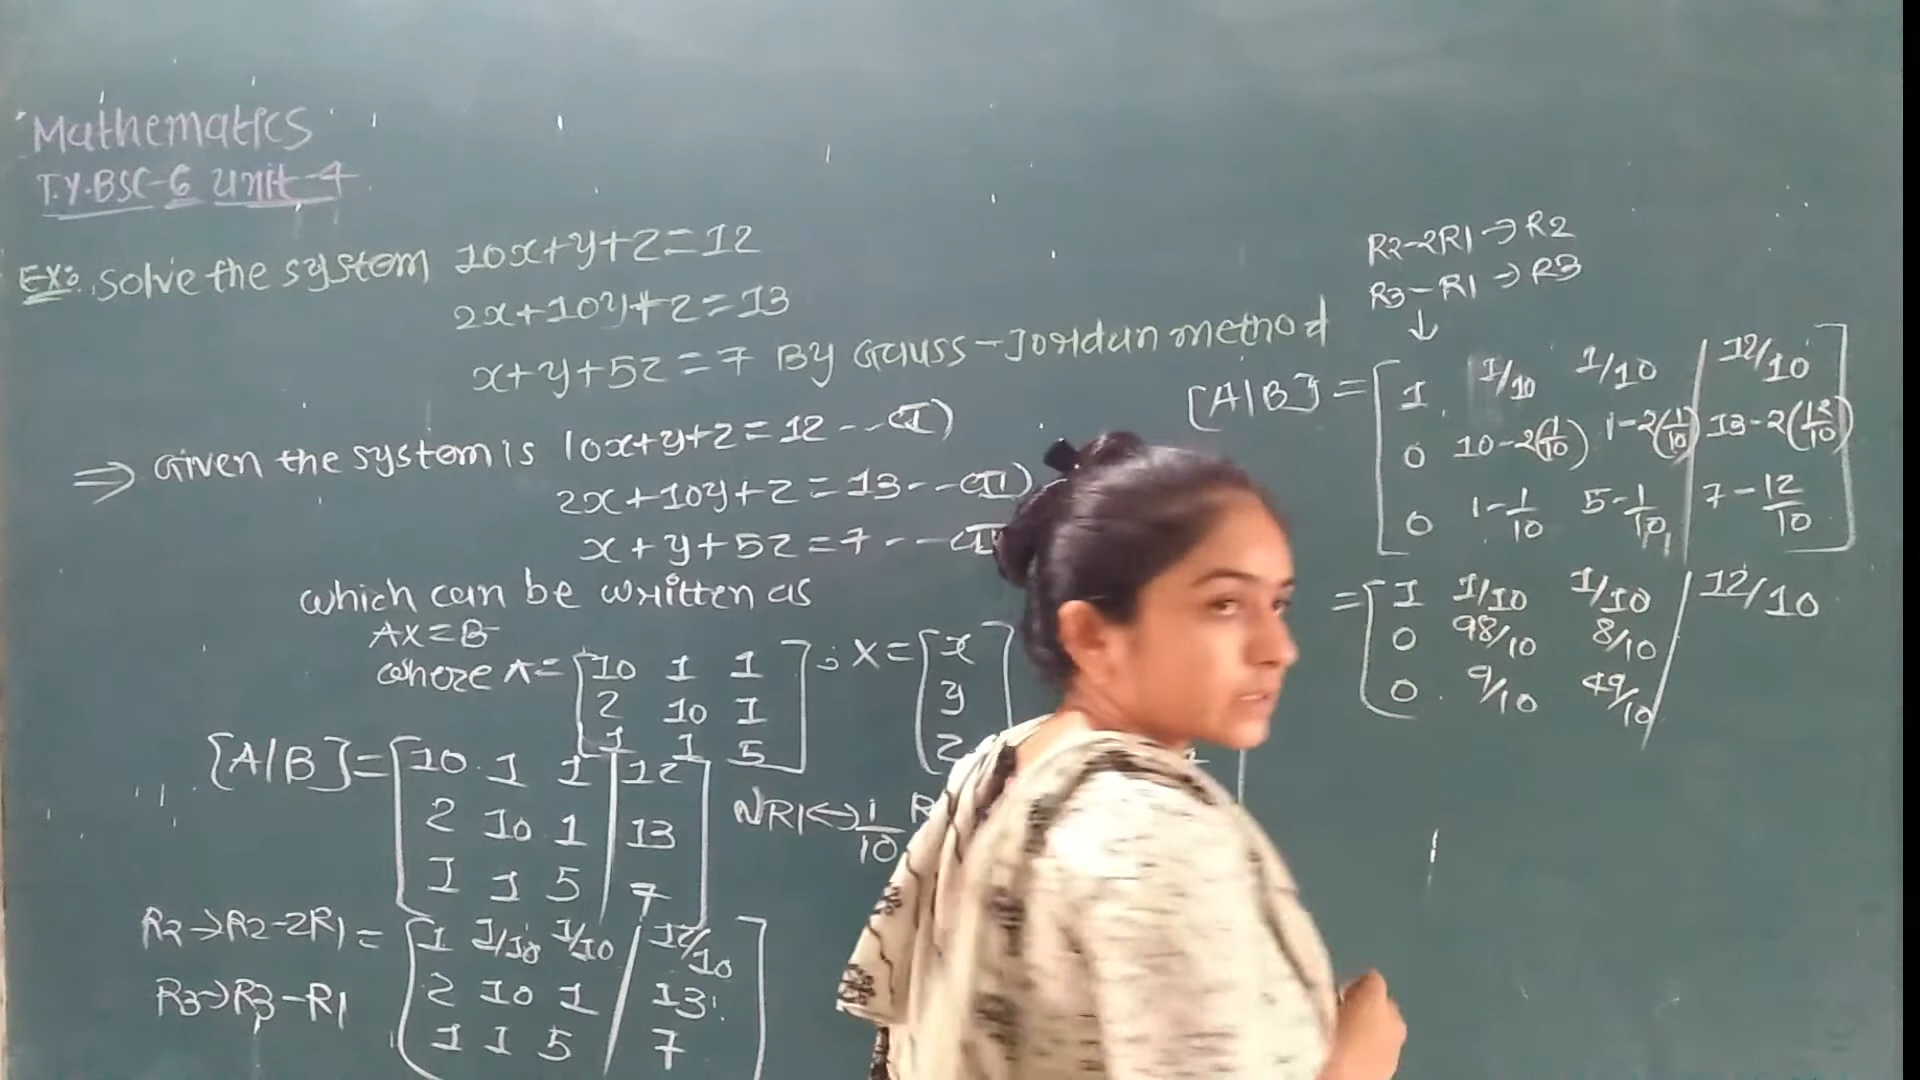 Mathematics
T.Y.BSC-6 unit-4
Ex: Solve the system 10x+y+z=12
2x+10y+z=13
x+y+5z=7 By Gauss-Jordan method
⇒ Given the system is 10x+y+z=12--(I)
2x+10y+z=13--(II)
x+y+5z=7--
which can be written as
AX=B
where A=[10 1 1 ; X=[x
2 10 1 y
1 1 5] z]
[A|B]=[10 1 1 | 12
2 10 1 | 13
1 1 5 | 7]
~R1↔1/10 R
R2→R2-2R1 = [1 1/10 1/10 | 12/10
R3→R3-R1 2 10 1 | 13
1 1 5 | 7]
R2-2R1→R2
R3-R1→R3
↓
[A|B]=[1 1/10 1/10 | 12/10
0 10-2(1/10) 1-2(1/10) | 13-2(12/10)
0 1-1/10 5-1/10 | 7-12/10]
=[1 1/10 1/10 | 12/10
0 98/10 8/10 |
0 9/10 49/10 |